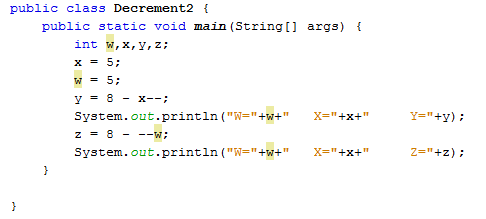 public class Decrement2 {
    public static void main(String[] args) {
        int w,x,y,z;
        x = 5;
        w = 5;
        y = 8 - x--;
        System.out.println("W="+w+"   X="+x+"     Y="+y);
        z = 8 - --w;
        System.out.println("W="+w+"   X="+x+"     Z="+z);
    }
}